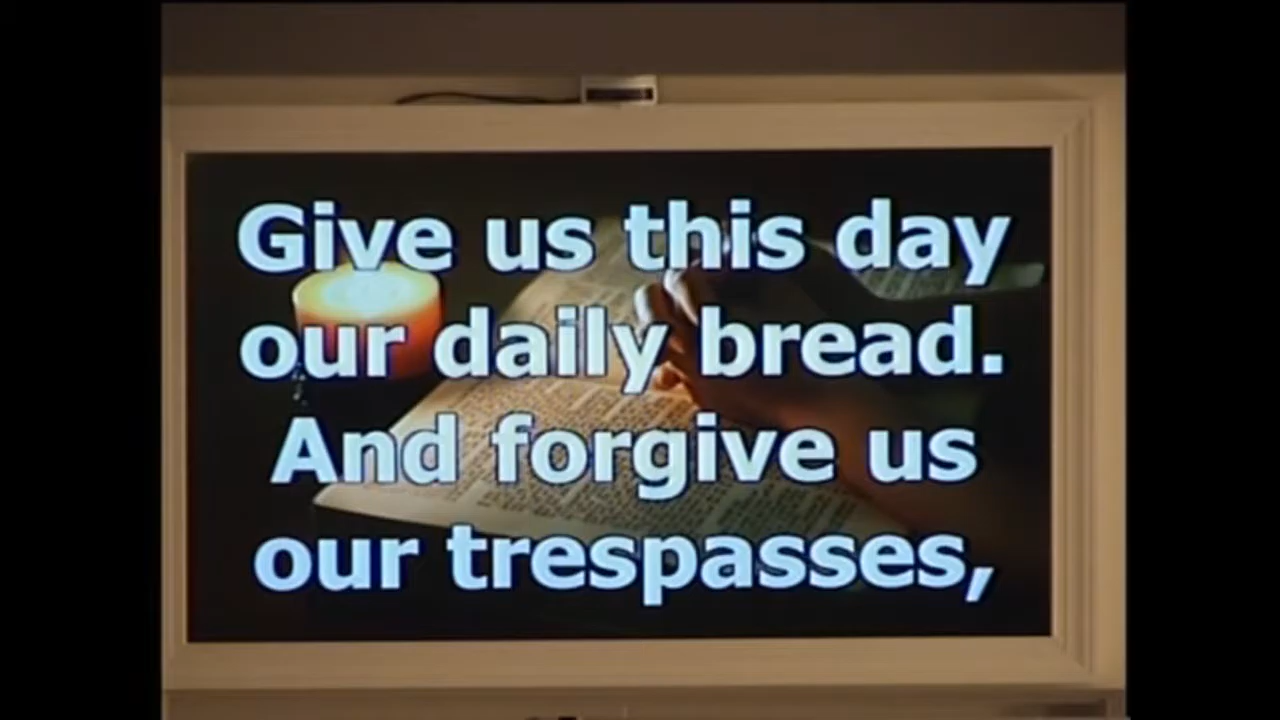 Give us this day
our daily bread.
And forgive us
our trespasses,